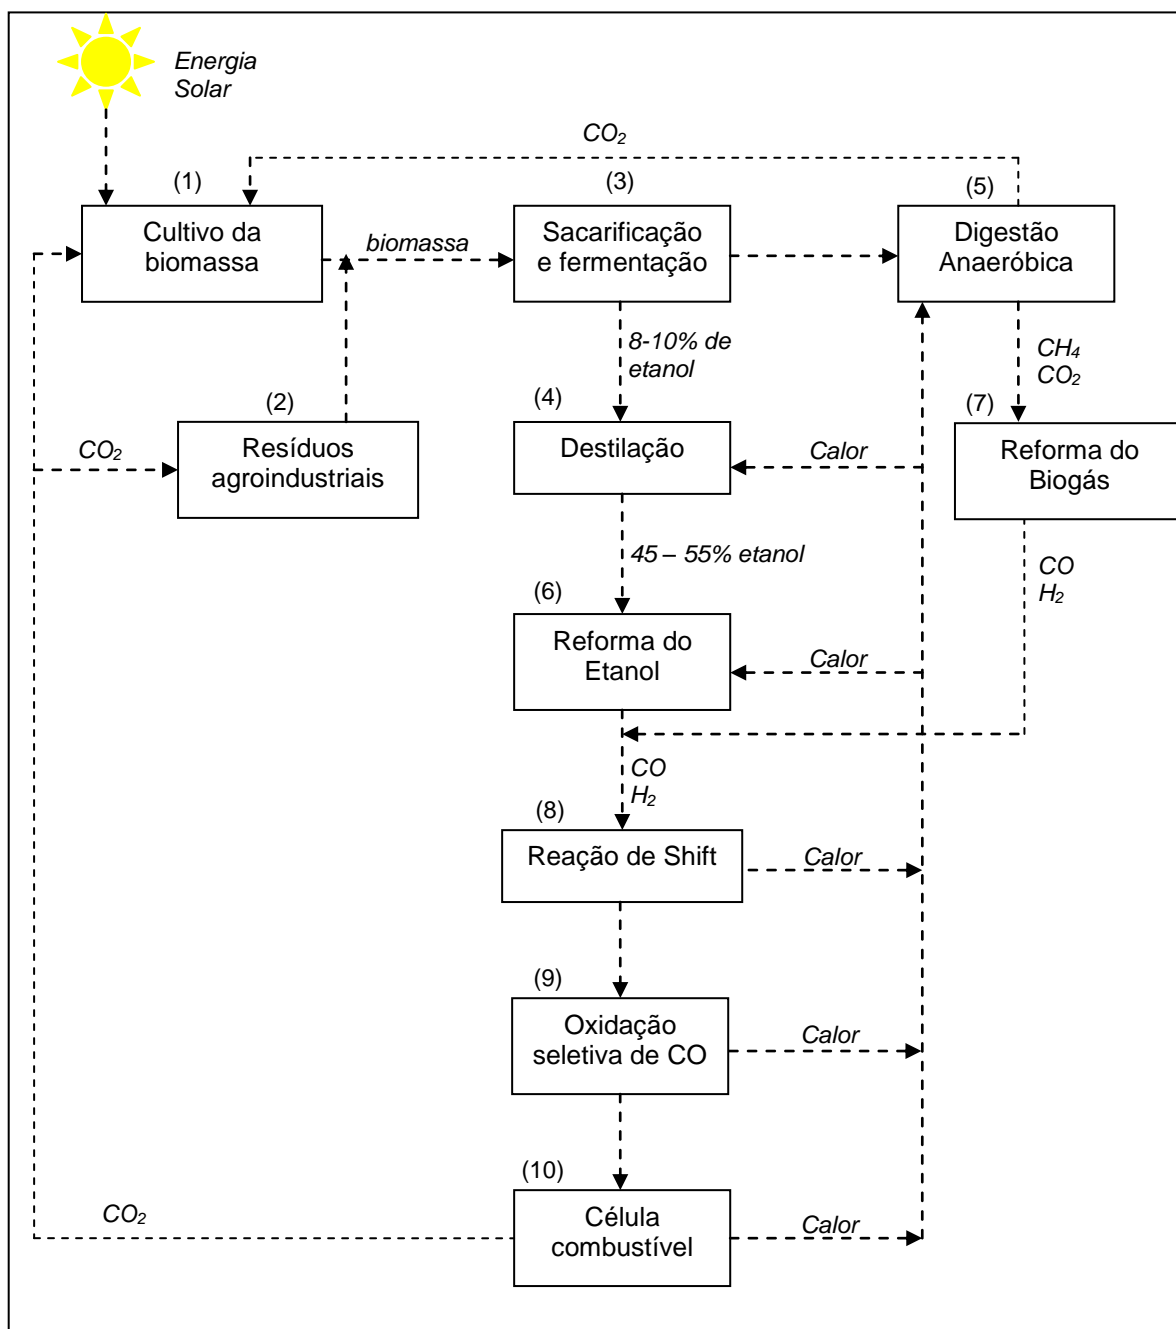 Energia
Solar
CO₂
(1)
(3)
(5)
Cultivo da
biomassa
biomassa
Sacarificação
e fermentação
Digestão
Anaeróbica
8-10% de
etanol
CH₄
CO₂
(2)
(4)
(7)
CO₂
Resíduos
agroindustriais
Destilação
Calor
Reforma do
Biogás
45 – 55% etanol
CO
H₂
(6)
Reforma do
Etanol
Calor
CO
H₂
(8)
Reação de Shift
Calor
(9)
Oxidação
seletiva de CO
Calor
(10)
CO₂
Célula
combustível
Calor